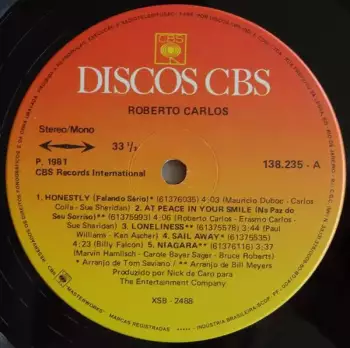 CBS
DISCOS CBS
ROBERTO CARLOS
Stereo/Mono
33 1/3
P. 1981
CBS Records International
138.235 - A
1. HONESTLY (Falando Sério)* (61376035) 4:03 (Mauricio Duboc - Carlos
Colla - Sue Sheridan) 2. AT PEACE IN YOUR SMILE (Na Paz do
Seu Sorriso)** (61375993) 4:06 (Roberto Carlos - Erasmo Carlos -
Sue Sheridan) 3. LONELINESS** (61375578) 3:44 (Paul
Williams - Ken Ascher) 4. SAIL AWAY* (61375535)
4:23 (Billy Falcon) 5. NIAGARA** (61376116) 3:37
(Marvin Hamlisch - Carole Bayer Sager - Bruce Roberts)
* Arranjo de Tom Saviano / ** Arranjo de Bill Meyers
Produzido por Nick de Caro para
The Entertainment Company
XSB - 2488
"MASTERWORKS" MARCAS REGISTRADAS ***** - INDÚSTRIA BRASILEIRA